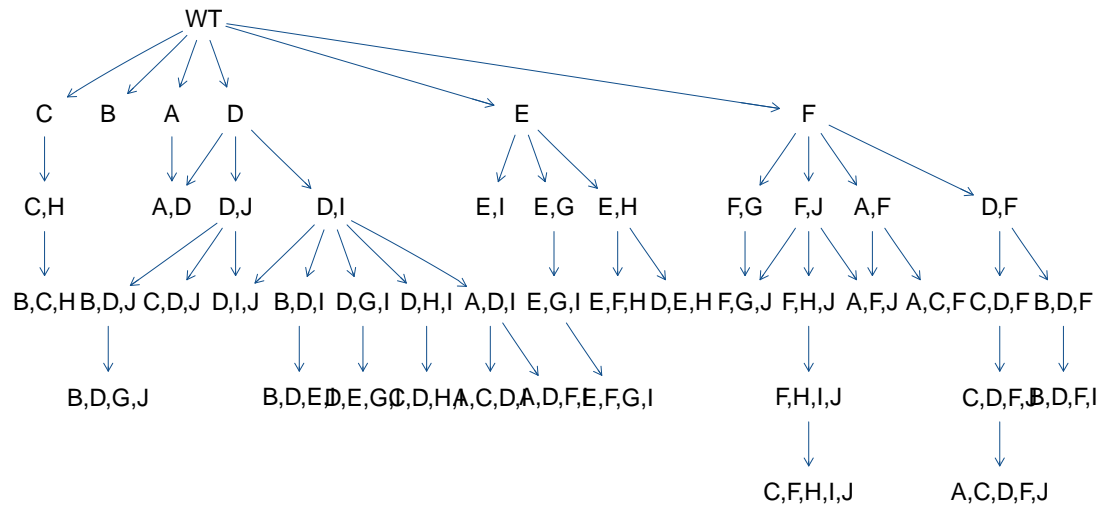 WT
C B A D E F
C,H A,D D,J D,I E,I E,G E,H F,G F,J A,F D,F
B,C,H B,D,J C,D,J D,I,J B,D,I D,G,I D,H,I A,D,I E,G,I E,F,H D,E,H F,G,J F,H,J A,F,J A,C,F C,D,F B,D,F
B,D,G,J B,D,E,I D,E,G,I C,D,H,I A,C,D,I A,D,F,I E,F,G,I F,H,I,J C,D,F,J B,D,F,I
C,F,H,I,J A,C,D,F,J